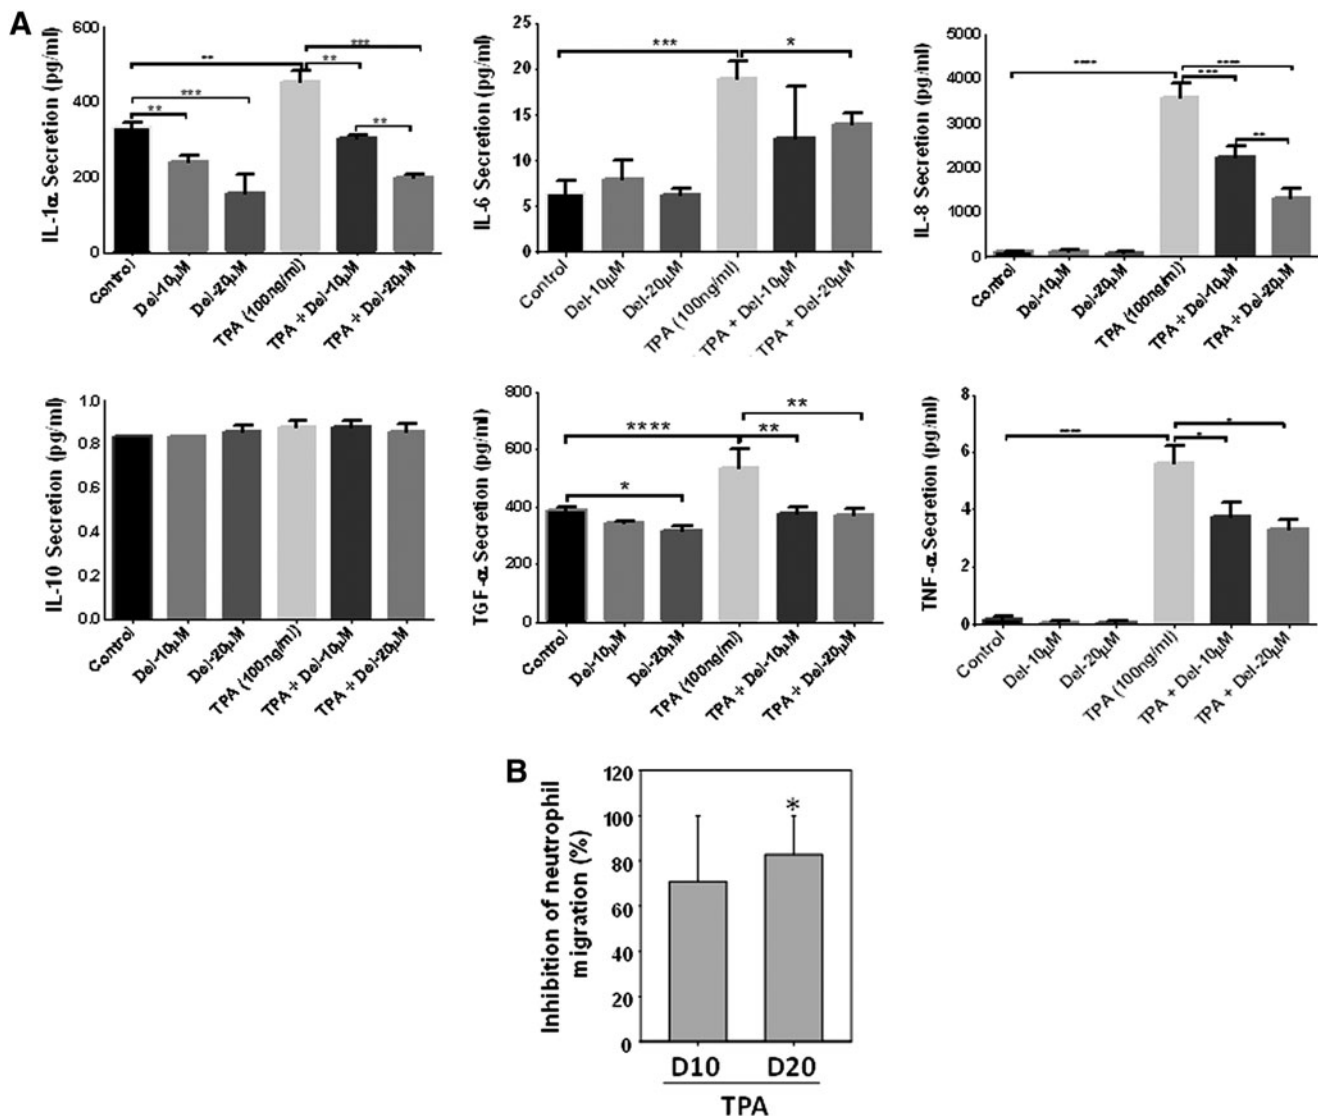 A
IL-1α Secretion (pg/ml)
600
400
200
0
**
***
**
**
***
**
Control
Del-10µM
Del-20µM
TPA (100ng/ml)
TPA + Del-10µM
TPA + Del-20µM
IL-6 Secretion (pg/ml)
25
20
15
10
5
0
***
*
Control
Del-10µM
Del-20µM
TPA (100ng/ml)
TPA + Del-10µM
TPA + Del-20µM
IL-8 Secretion (pg/ml)
5000
4000
3000
2000
1000
0
****
****
***
**
Control
Del-10µM
Del-20µM
TPA (100ng/ml)
TPA + Del-10µM
TPA + Del-20µM
IL-10 Secretion (pg/ml)
1.0
0.8
0.6
0.4
0.2
0.0
Control
Del-10µM
Del-20µM
TPA (100ng/ml)
TPA + Del-10µM
TPA + Del-20µM
TGF-α Secretion (pg/ml)
800
600
400
200
0
****
**
**
*
Control
Del-10µM
Del-20µM
TPA (100ng/ml)
TPA + Del-10µM
TPA + Del-20µM
TNF-α Secretion (pg/ml)
8
6
4
2
0
****
*
*
Control
Del-10µM
Del-20µM
TPA (100ng/ml)
TPA + Del-10µM
TPA + Del-20µM
B
Inhibition of neutrophil
migration (%)
120
100
80
60
40
20
0
*
D10 D20
TPA